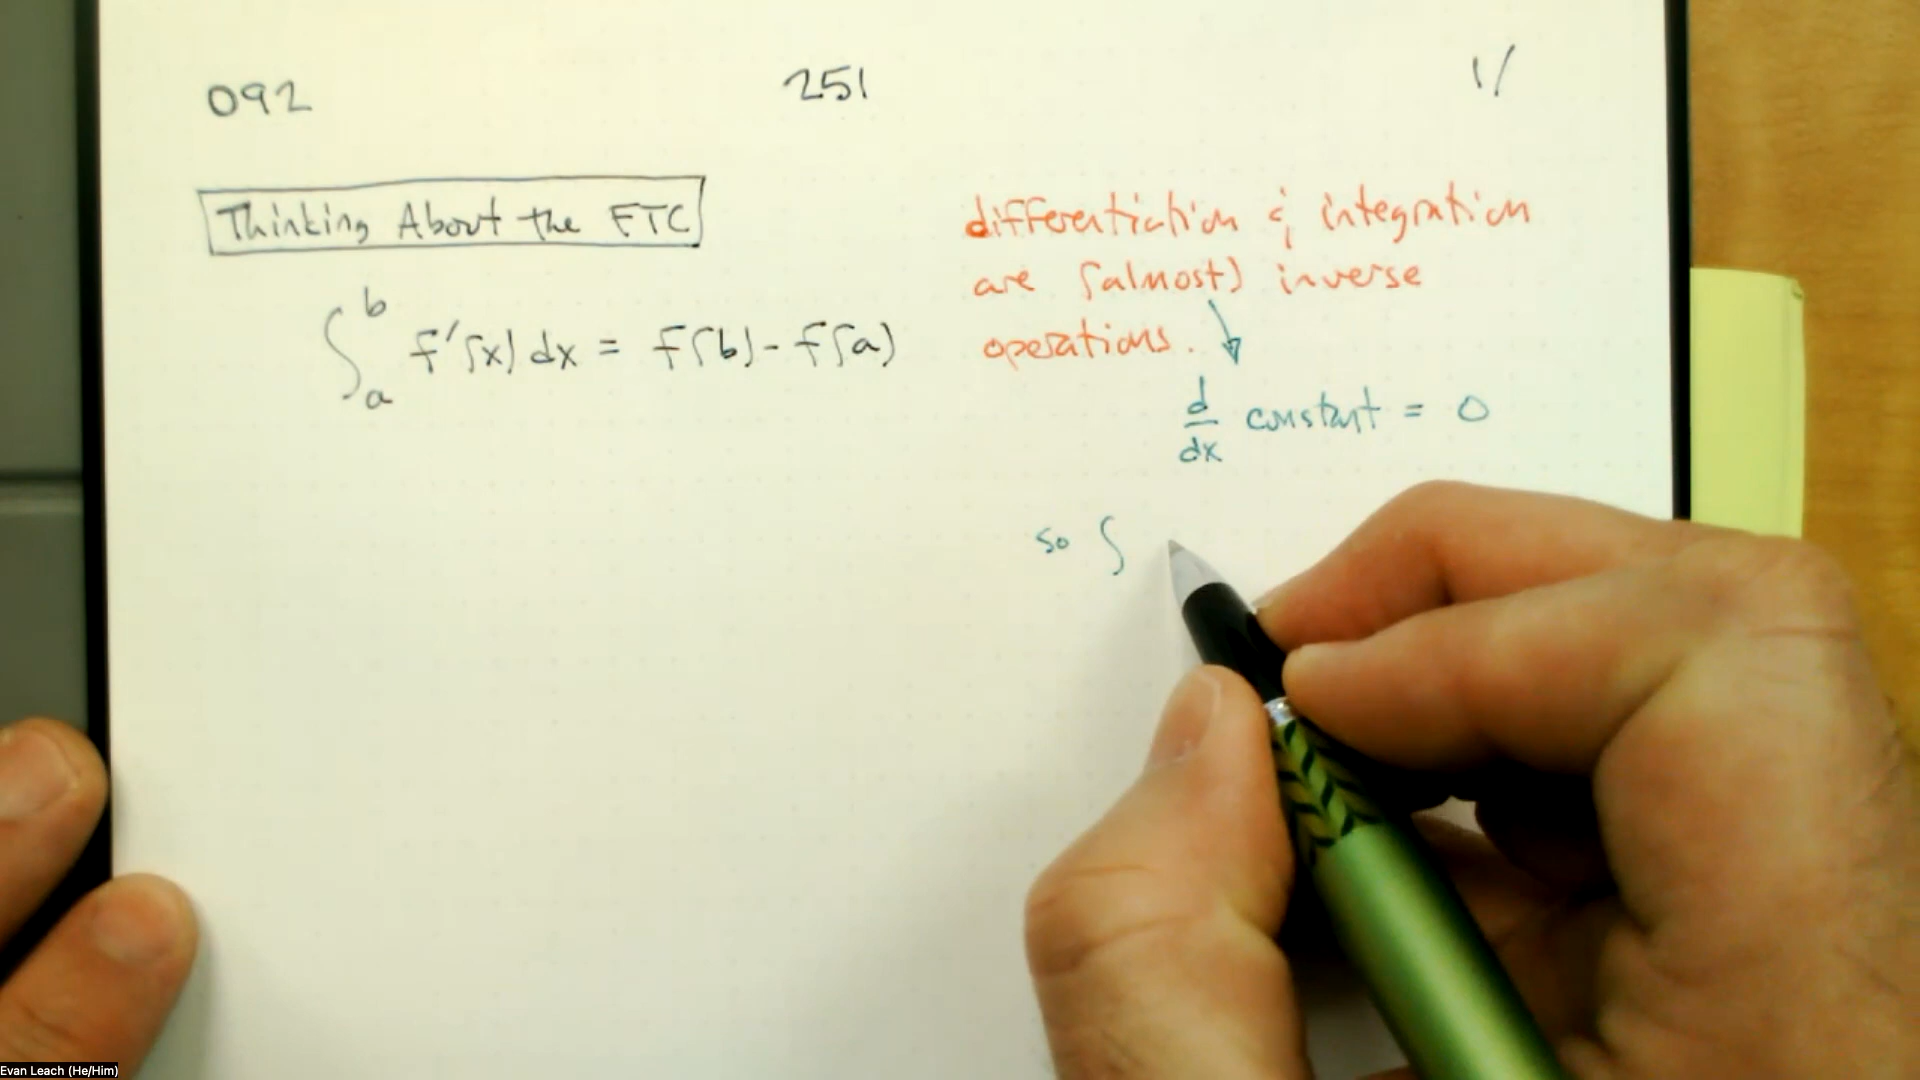 092 251 1/
Thinking About the FTC
∫_a^b f'(x) dx = f(b) - f(a)
differentiation & integration
are (almost) inverse
operations.
d/dx constant = 0
so ∫
Evan Leach (He/Him)